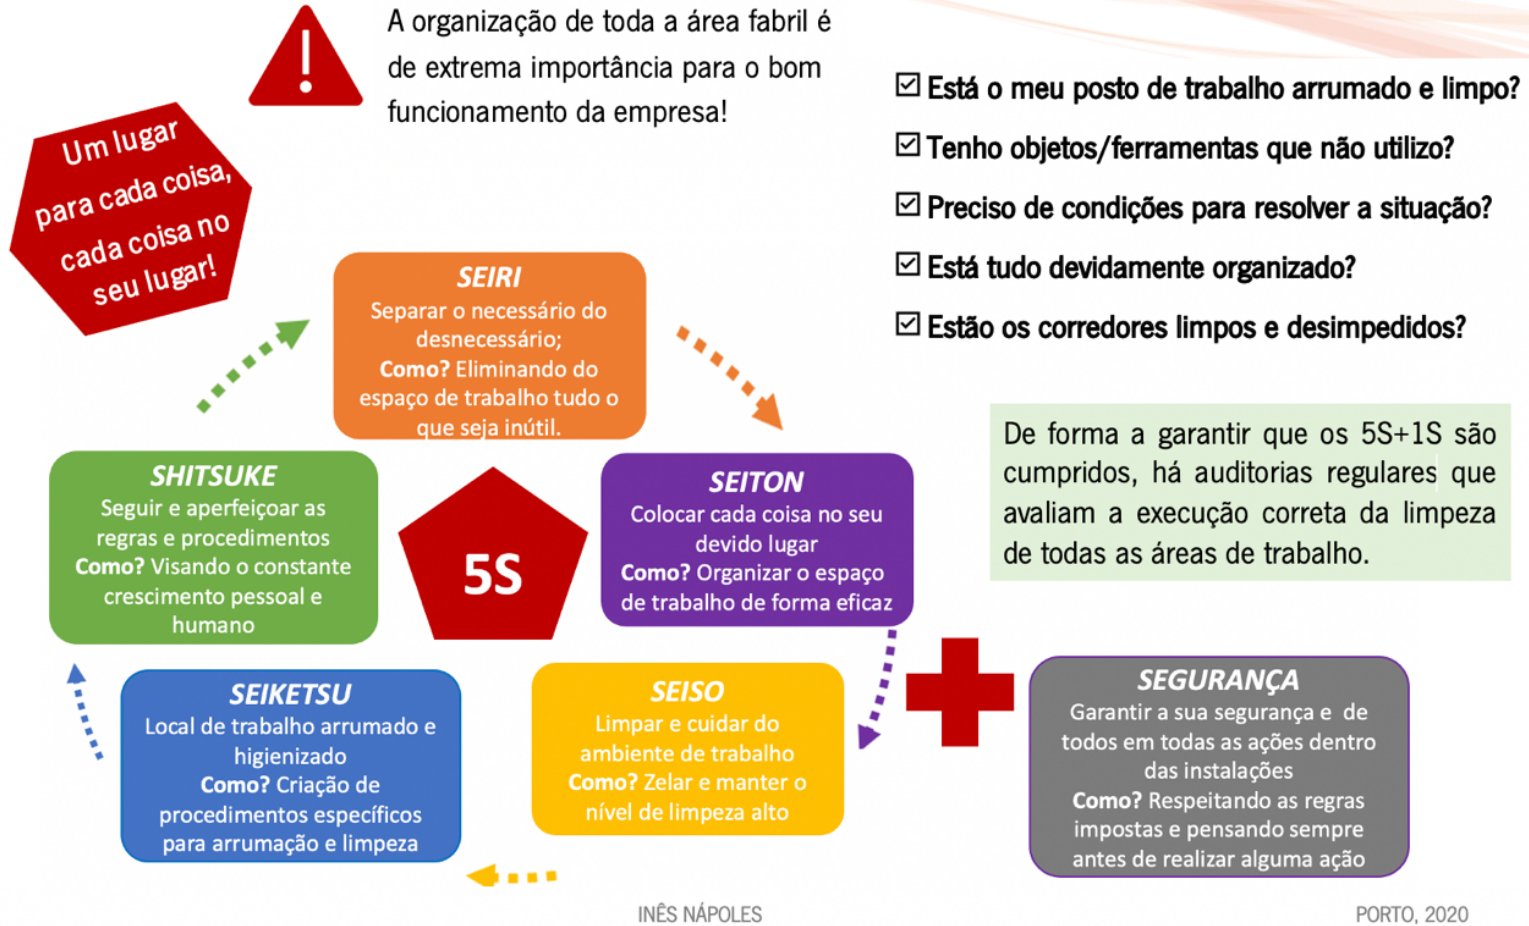 A organização de toda a área fabril é
de extrema importância para o bom
funcionamento da empresa!
Um lugar
para cada coisa,
cada coisa no
seu lugar!
Está o meu posto de trabalho arrumado e limpo?
Tenho objetos/ferramentas que não utilizo?
Preciso de condições para resolver a situação?
Está tudo devidamente organizado?
Estão os corredores limpos e desimpedidos?
SEIRI
Separar o necessário do
desnecessário;
Como? Eliminando do
espaço de trabalho tudo o
que seja inútil.
SHITSUKE
Seguir e aperfeiçoar as
regras e procedimentos
Como? Visando o constante
crescimento pessoal e
humano
5S
SEITON
Colocar cada coisa no seu
devido lugar
Como? Organizar o espaço
de trabalho de forma eficaz
De forma a garantir que os 5S+1S são
cumpridos, há auditorias regulares que
avaliam a execução correta da limpeza
de todas as áreas de trabalho.
SEIKETSU
Local de trabalho arrumado e
higienizado
Como? Criação de
procedimentos específicos
para arrumação e limpeza
SEISO
Limpar e cuidar do
ambiente de trabalho
Como? Zelar e manter o
nível de limpeza alto
SEGURANÇA
Garantir a sua segurança e de
todos em todas as ações dentro
das instalações
Como? Respeitando as regras
impostas e pensando sempre
antes de realizar alguma ação
INÊS NÁPOLES
PORTO, 2020